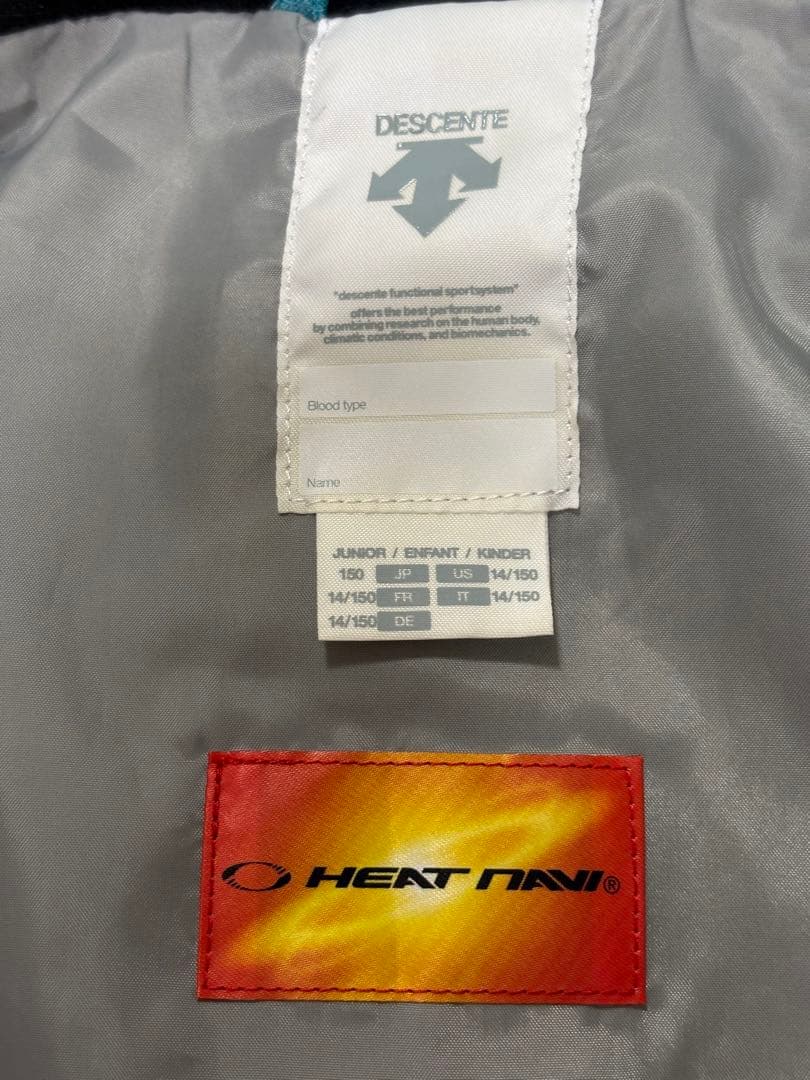 DESCENTE
"descente functional sportsystem"
offers the best performance
by combining research on the human body,
climatic conditions, and biomechanics.
Blood type
Name
JUNIOR / ENFANT / KINDER
150 JP US 14/150
14/150 FR IT 14/150
14/150 DE
HEAT NAVI®